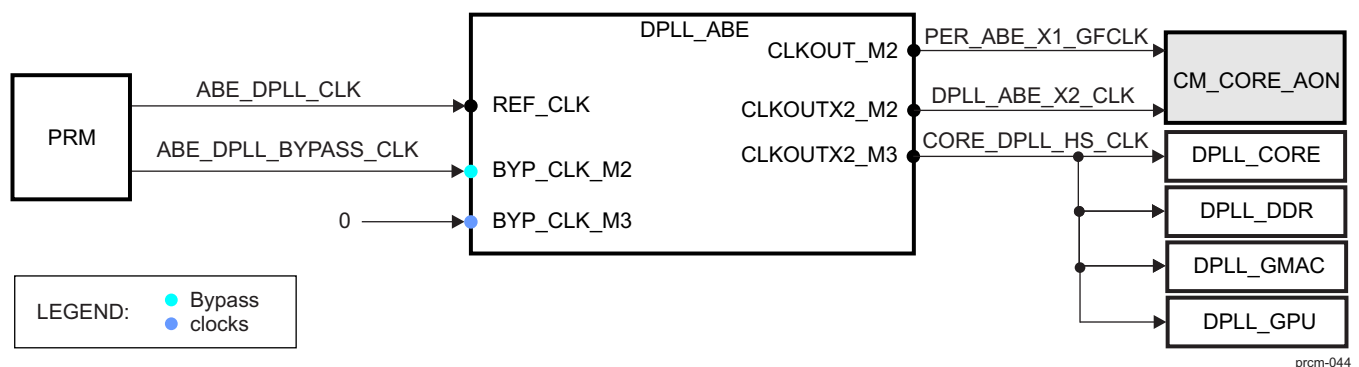 DPLL_ABE
PER_ABE_X1_GFCLK
CLKOUT_M2
CM_CORE_AON
ABE_DPLL_CLK
REF_CLK
DPLL_ABE_X2_CLK
CLKOUTX2_M2
PRM
CORE_DPLL_HS_CLK
ABE_DPLL_BYPASS_CLK
CLKOUTX2_M3
DPLL_CORE
BYP_CLK_M2
DPLL_DDR
0
BYP_CLK_M3
DPLL_GMAC
LEGEND:
Bypass
clocks
DPLL_GPU
prcm-044